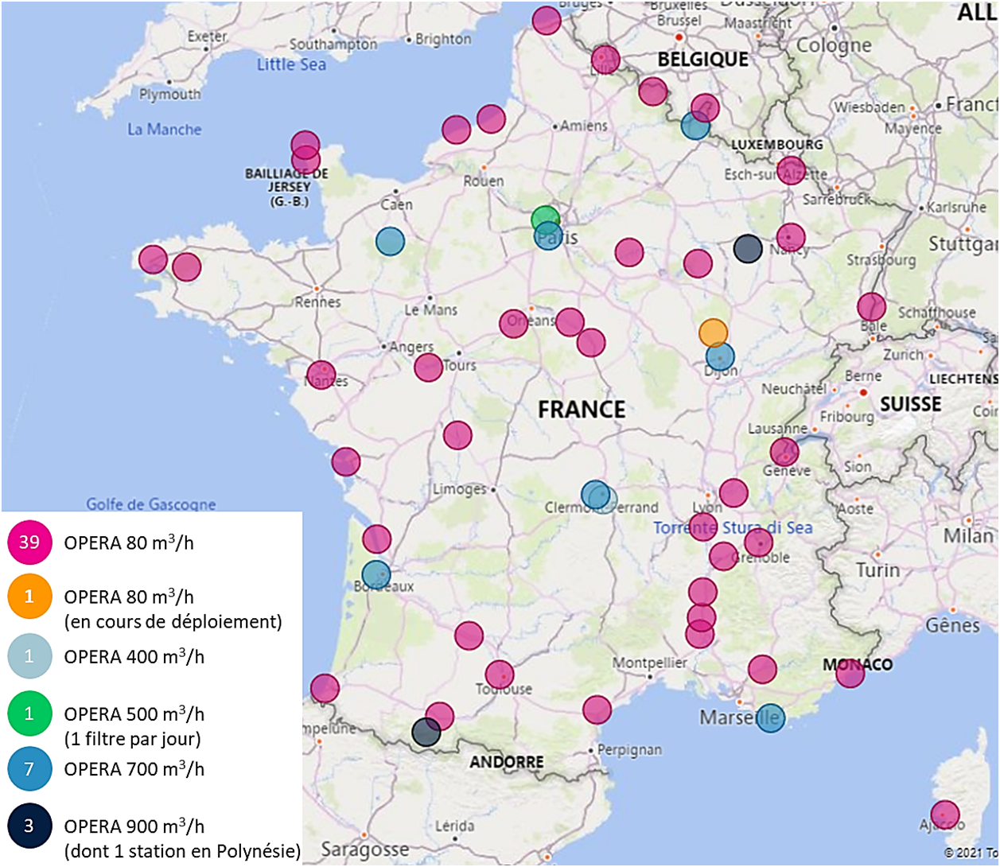 Bruges
Bruxelles
Brussel
Maastricht
ALL
Exeter
Southampton
Brighton
Cologne
Little Sea
BELGIQUE
Lille
Plymouth
Wiesbaden
Francf
La Manche
Amiens
Mayence
LUXEMBOURG
BAILLIAGE DE
JERSEY
(G.-B.)
Esch-sur-Alzette
Rouen
Sarrebruck
Caen
Karlsruhe
Paris
Nancy
Stuttgar
Strasbourg
Rennes
Le Mans
Orléans
Schaffhouse
Bâle
Angers
Tours
Dijon
Zurich
Nantes
Berne
LIECHTENS
Neuchâtel
FRANCE
SUISSE
Fribourg
Lausanne
Genève
Sion
Limoges
Golfe de Gascogne
Clermont-Ferrand
Lyon
Aoste
Torrente Stura di Sea
Milan
Grenoble
Turin
Bordeaux
Gênes
Montpellier
MONACO
Toulouse
Marseille
mpelune
Perpignan
ANDORRE
Lérida
Ajaccio
Saragosse
© 2021 To
39 OPERA 80 m³/h
1 OPERA 80 m³/h
(en cours de déploiement)
1 OPERA 400 m³/h
1 OPERA 500 m³/h
(1 filtre par jour)
7 OPERA 700 m³/h
3 OPERA 900 m³/h
(dont 1 station en Polynésie)